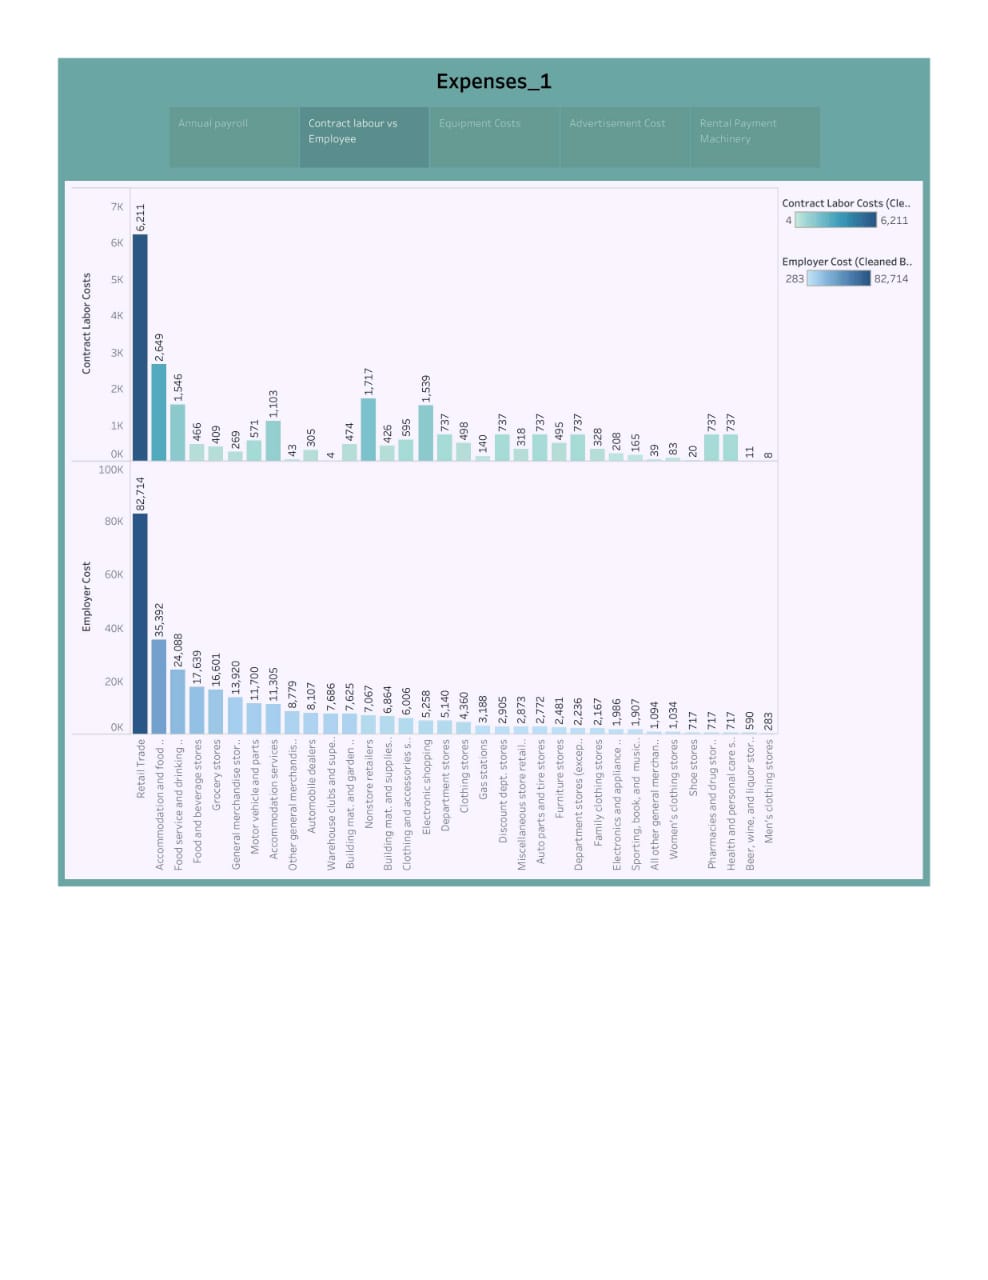 Expenses_1
Annual payroll
Contract labour vs
Employee
Equipment Costs
Advertisement Cost
Rental Payment
Machinery
Contract Labor Costs (Cle..
4 6,211
Employer Cost (Cleaned B..
283 82,714
Contract Labor Costs
7K
6K
5K
4K
3K
2K
1K
0K
6,211
2,649
1,546
466
409
269
571
1,103
43
305
4
474
1,717
426
595
1,539
737
498
140
737
318
737
495
737
328
208
165
39
83
20
737
737
11
8
Employer Cost
100K
80K
60K
40K
20K
0K
82,714
35,392
24,088
17,639
16,601
13,920
11,700
11,305
8,779
8,107
7,686
7,625
7,067
6,864
6,006
5,258
5,140
4,360
3,188
2,905
2,873
2,772
2,481
2,236
2,167
1,986
1,907
1,094
1,034
717
717
717
590
283
Retail Trade
Accommodation and food ..
Food service and drinking ..
Food and beverage stores
Grocery stores
General merchandise stor..
Motor vehicle and parts
Accommodation services
Other general merchandis..
Automobile dealers
Warehouse clubs and supe..
Building mat. and garden ..
Nonstore retailers
Building mat. and supplies..
Clothing and accessories s..
Electronic shopping
Department stores
Clothing stores
Gas stations
Discount dept. stores
Miscellaneous store retail..
Auto parts and tire stores
Furniture stores
Department stores (excep..
Family clothing stores
Electronics and appliance ..
Sporting, book, and music..
All other general merchan..
Women's clothing stores
Shoe stores
Pharmacies and drug stor..
Health and personal care s..
Beer, wine, and liquor stor..
Men's clothing stores